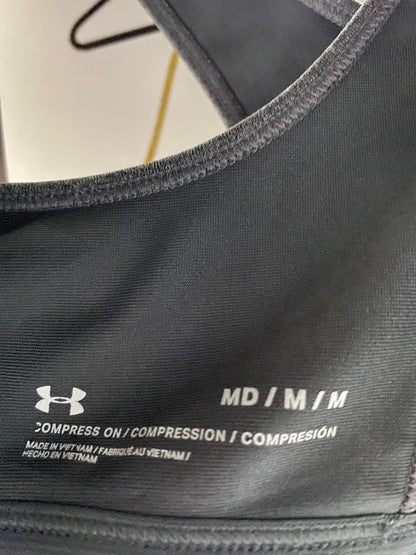 MD / M / M
COMPRESS ON / COMPRESSION / COMPRESIÓN
MADE IN VIETNAM / FABRIQUÉ AU VIETNAM /
HECHO EN VIETNAM